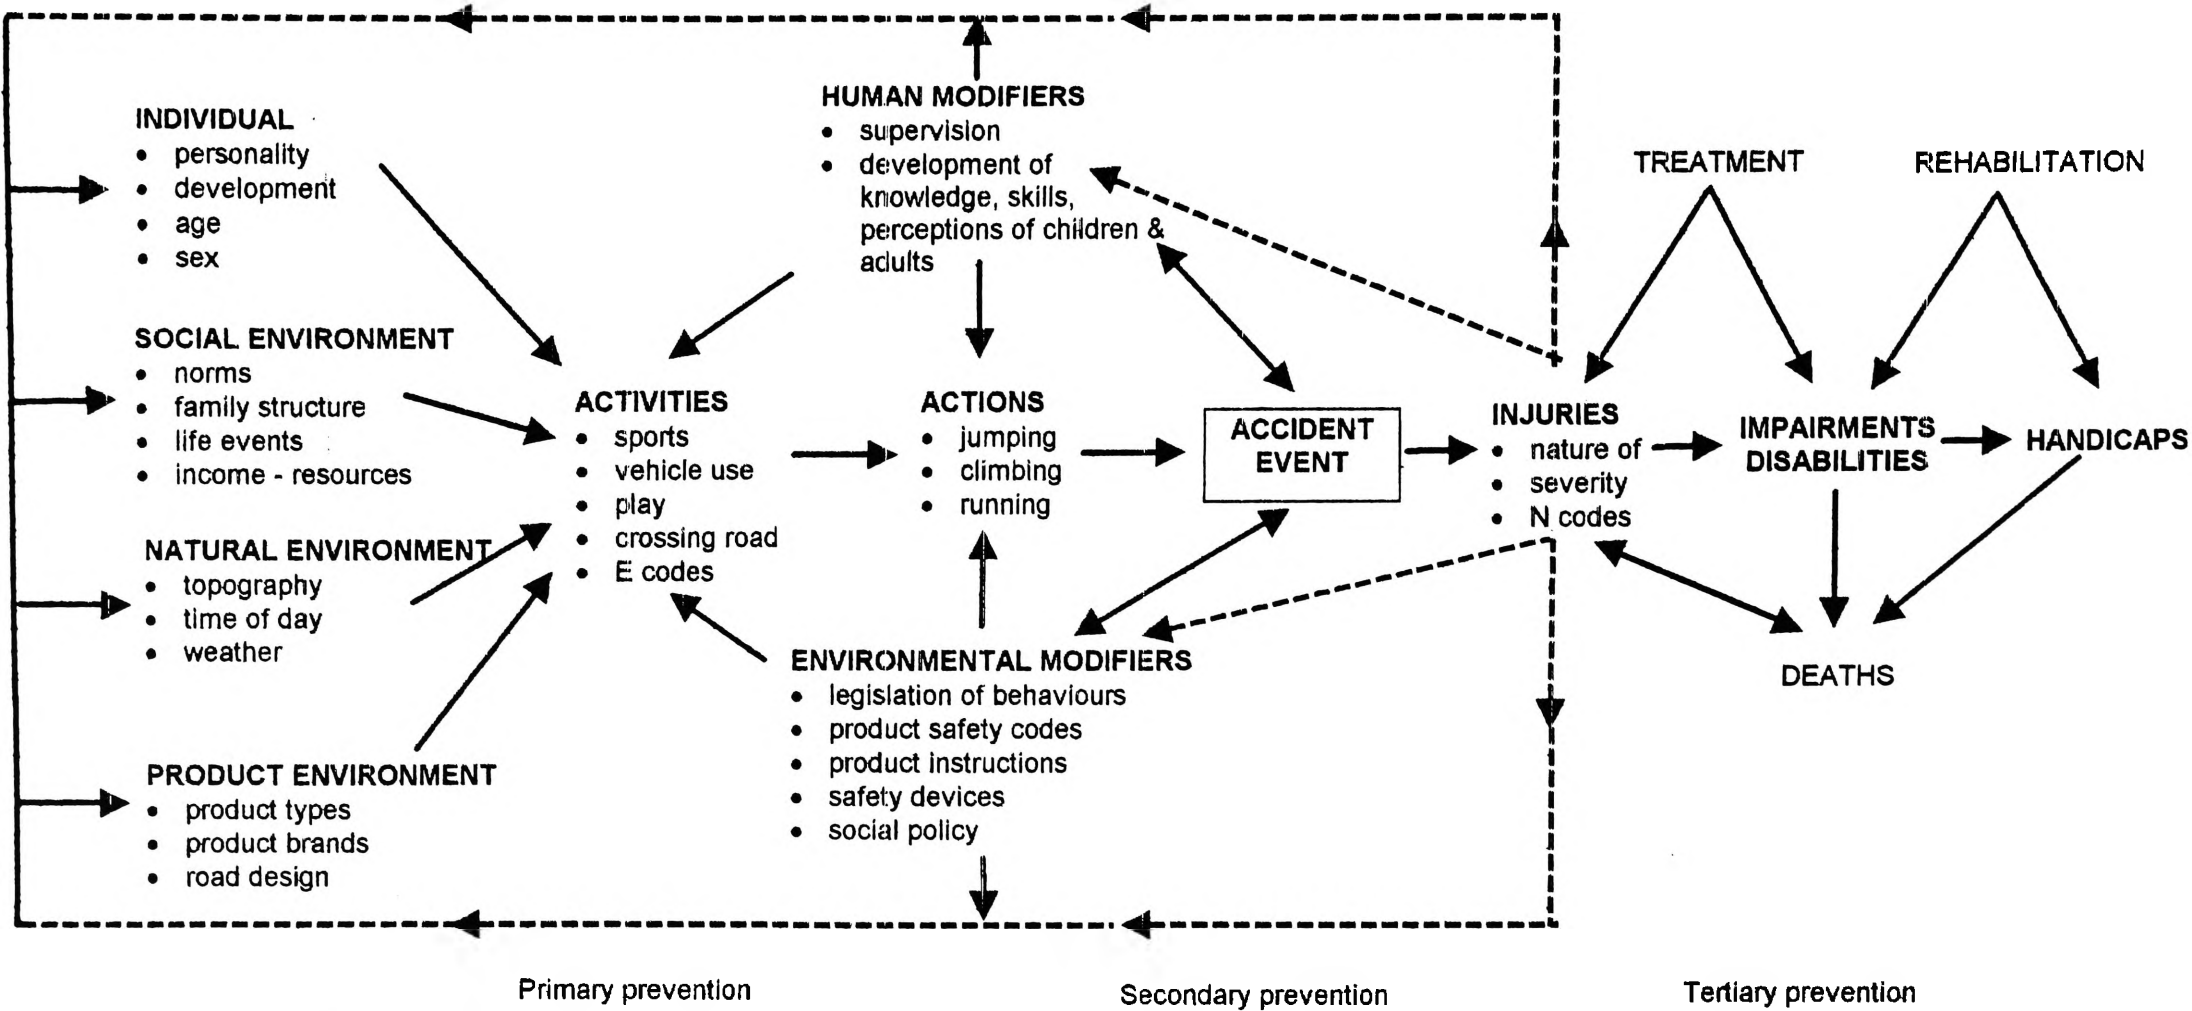 HUMAN MODIFIERS
• supervision
• development of
knowledge, skills,
perceptions of children &
adults
INDIVIDUAL
• personality
• development
• age
• sex
TREATMENT
REHABILITATION
SOCIAL ENVIRONMENT
• norms
• family structure
• life events
• income - resources
ACTIVITIES
• sports
• vehicle use
• play
• crossing road
• E codes
ACTIONS
• jumping
• climbing
• running
ACCIDENT
EVENT
INJURIES
• nature of
• severity
• N codes
IMPAIRMENTS
DISABILITIES
HANDICAPS
NATURAL ENVIRONMENT
• topography
• time of day
• weather
ENVIRONMENTAL MODIFIERS
• legislation of behaviours
• product safety codes
• product instructions
• safety devices
• social policy
DEATHS
PRODUCT ENVIRONMENT
• product types
• product brands
• road design
Primary prevention
Secondary prevention
Tertiary prevention